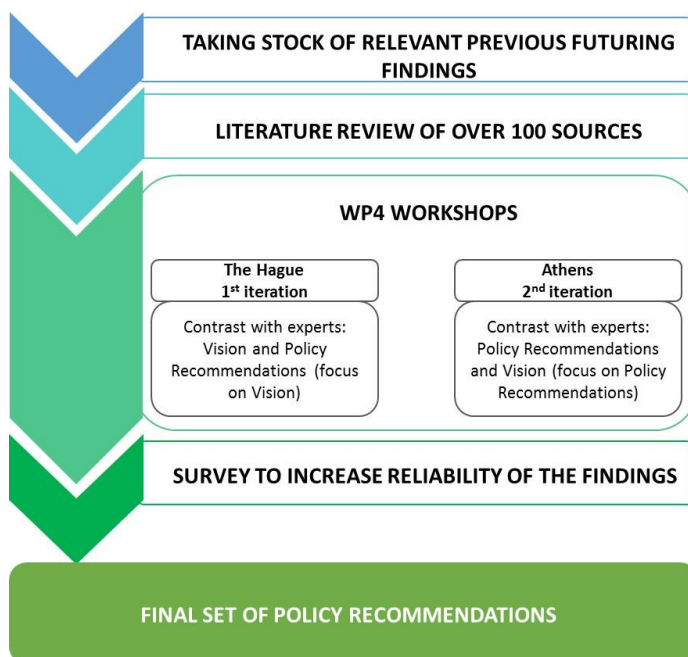 TAKING STOCK OF RELEVANT PREVIOUS FUTURING
FINDINGS
LITERATURE REVIEW OF OVER 100 SOURCES
WP4 WORKSHOPS
The Hague
1st iteration
Contrast with experts:
Vision and Policy
Recommendations (focus
on Vision)
Athens
2nd iteration
Contrast with experts:
Policy Recommendations
and Vision (focus on Policy
Recommendations)
SURVEY TO INCREASE RELIABILITY OF THE FINDINGS
FINAL SET OF POLICY RECOMMENDATIONS